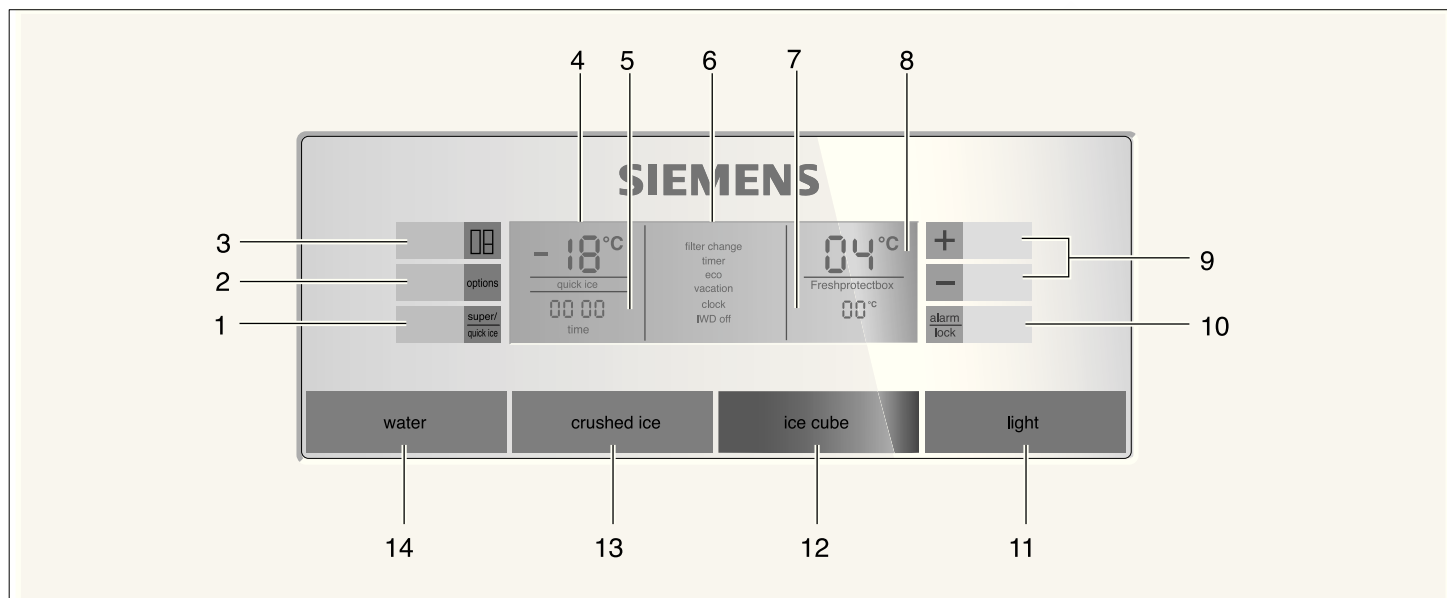 4 5 6 7 8
SIEMENS
3
-18°C
filter change
04°C
+
9
timer
2
options
eco
−
quick ice
vacation
Freshprotectbox
1
super/
quick ice
00 00
clock
00°C
alarm
lock
10
time
IWD off
water crushed ice ice cube light
14 13 12 11